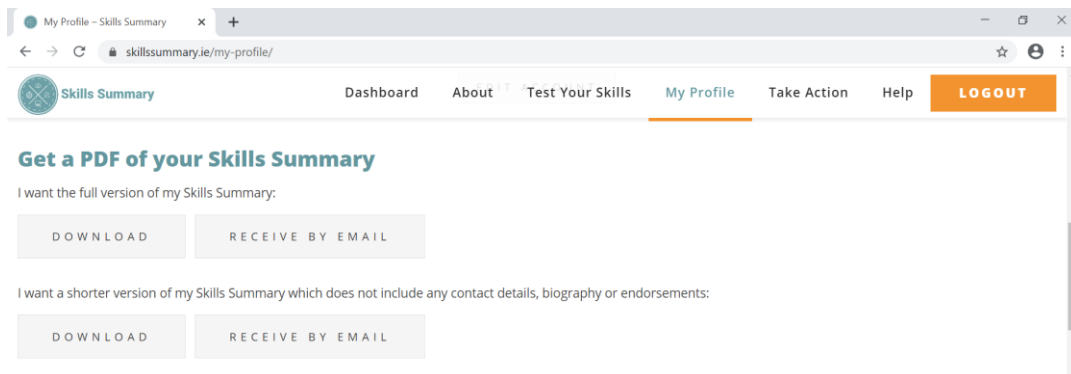 My Profile – Skills Summary
skillssummary.ie/my-profile/
EDIT ACCOUNT
Skills Summary Dashboard About Test Your Skills My Profile Take Action Help LOGOUT
Get a PDF of your Skills Summary
I want the full version of my Skills Summary:
DOWNLOAD RECEIVE BY EMAIL
I want a shorter version of my Skills Summary which does not include any contact details, biography or endorsements:
DOWNLOAD RECEIVE BY EMAIL